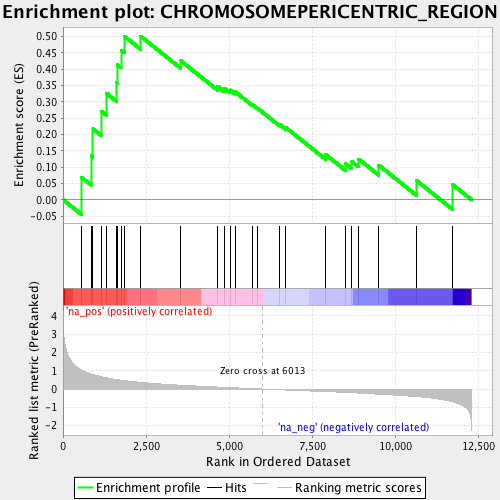 Enrichment plot: CHROMOSOMEPERICENTRIC_REGION
Enrichment score (ES)
0.50
0.45
0.40
0.35
0.30
0.25
0.20
0.15
0.10
0.05
0.00
-0.05
'na_pos' (positively correlated)
Ranked list metric (PreRanked)
4
3
2
1
0
-1
-2
Zero cross at 6013
'na_neg' (negatively correlated)
0 2,500 5,000 7,500 10,000 12,500
Rank in Ordered Dataset
Enrichment profile Hits Ranking metric scores